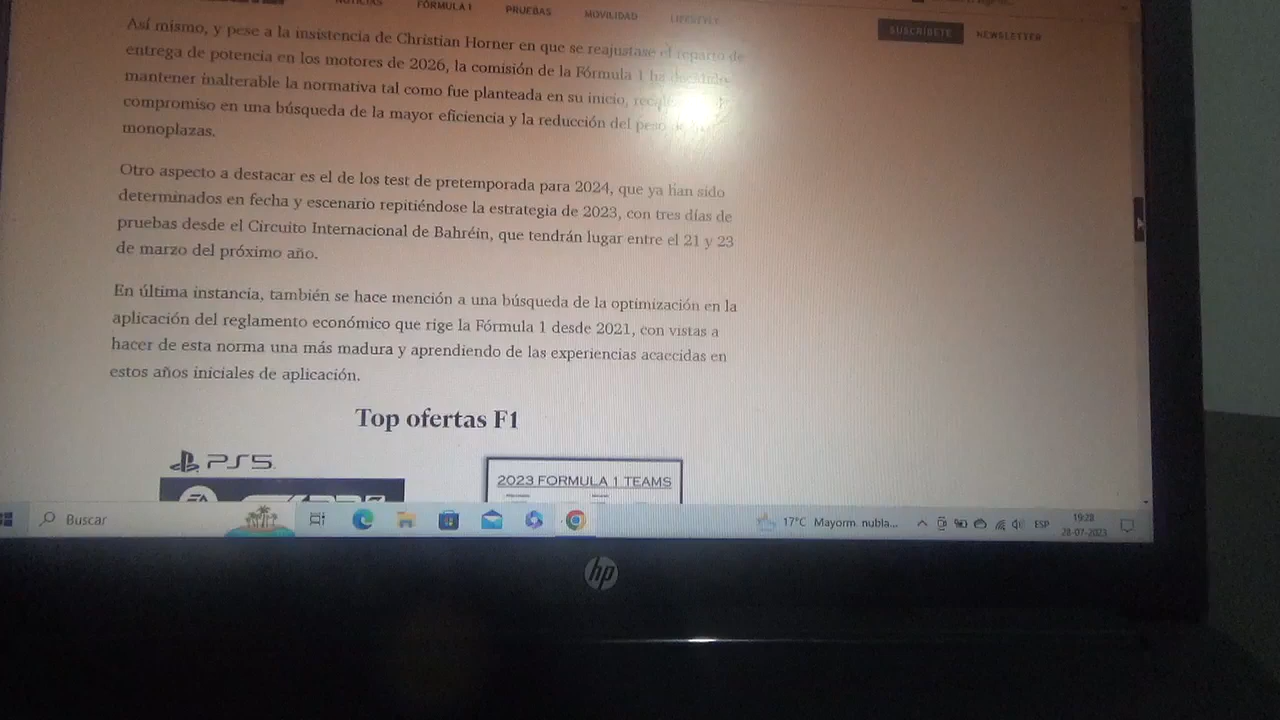 NOTICIAS FÓRMULA 1 PRUEBAS MOVILIDAD LIFESTYLE
SUSCRÍBETE NEWSLETTER
Así mismo, y pese a la insistencia de Christian Horner en que se reajustase el reparto de
entrega de potencia en los motores de 2026, la comisión de la Fórmula 1 ha decidido
mantener inalterable la normativa tal como fue planteada en su inicio,
compromiso en una búsqueda de la mayor eficiencia y la reducción del peso
monoplazas.
Otro aspecto a destacar es el de los test de pretemporada para 2024, que ya han sido
determinados en fecha y escenario repitiéndose la estrategia de 2023, con tres días de
pruebas desde el Circuito Internacional de Bahréin, que tendrán lugar entre el 21 y 23
de marzo del próximo año.
En última instancia, también se hace mención a una búsqueda de la optimización en la
aplicación del reglamento económico que rige la Fórmula 1 desde 2021, con vistas a
hacer de esta norma una más madura y aprendiendo de las experiencias acaecidas en
estos años iniciales de aplicación.
Top ofertas F1
PS5
EA
2023 FORMULA 1 TEAMS
Buscar
17°C Mayorm. nubla... ESP
19:28
28-07-2023
hp